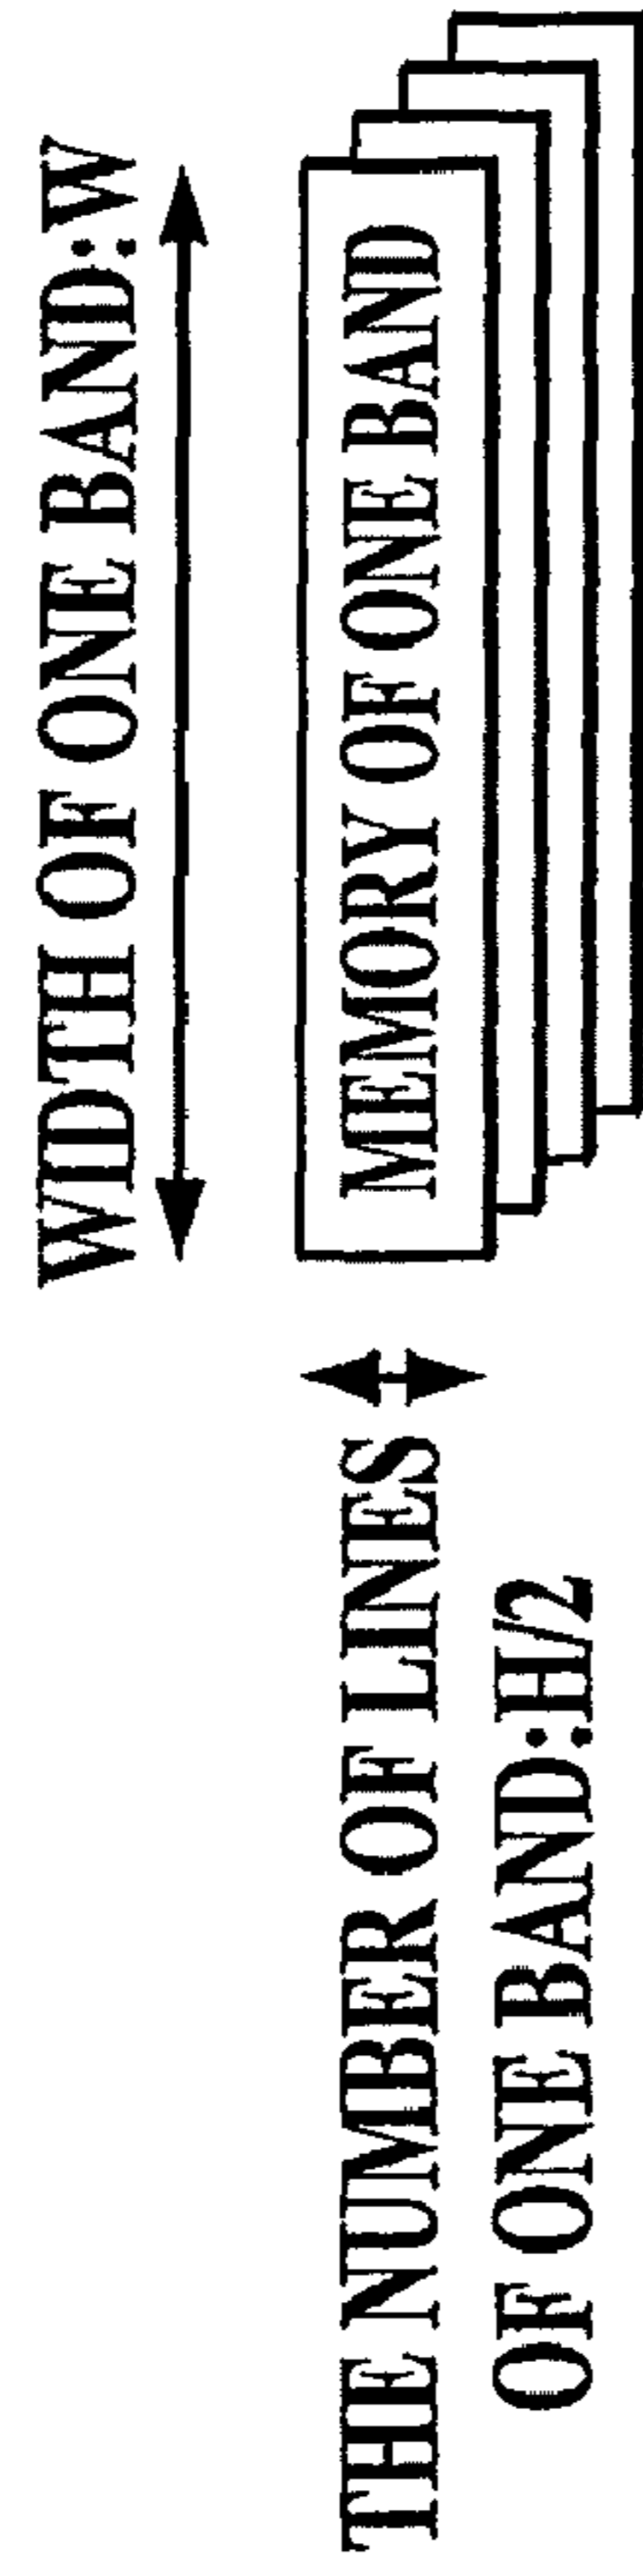 WIDTH OF ONE BAND:W
MEMORY OF ONE BAND
THE NUMBER OF LINES
OF ONE BAND:H/2